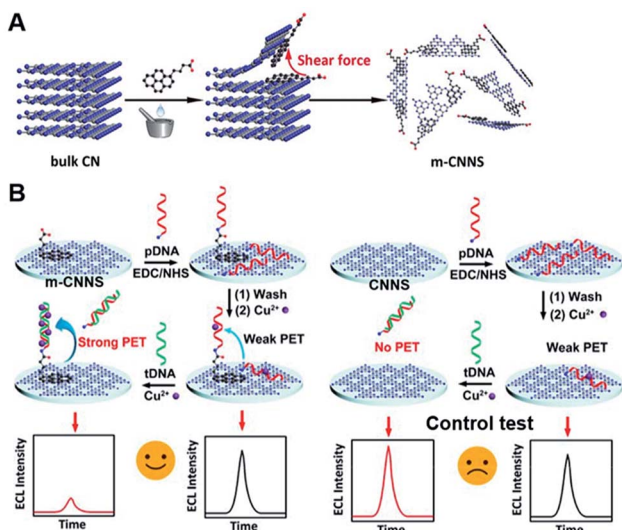 A
Shear force
bulk CN
m-CNNS
B
pDNA
EDC/NHS
m-CNNS
(1) Wash
(2) Cu²⁺
Strong PET
tDNA
Cu²⁺
Weak PET
ECL Intensity
Time
ECL Intensity
Time
pDNA
EDC/NHS
CNNS
(1) Wash
(2) Cu²⁺
No PET
tDNA
Cu²⁺
Weak PET
Control test
ECL Intensity
Time
ECL Intensity
Time